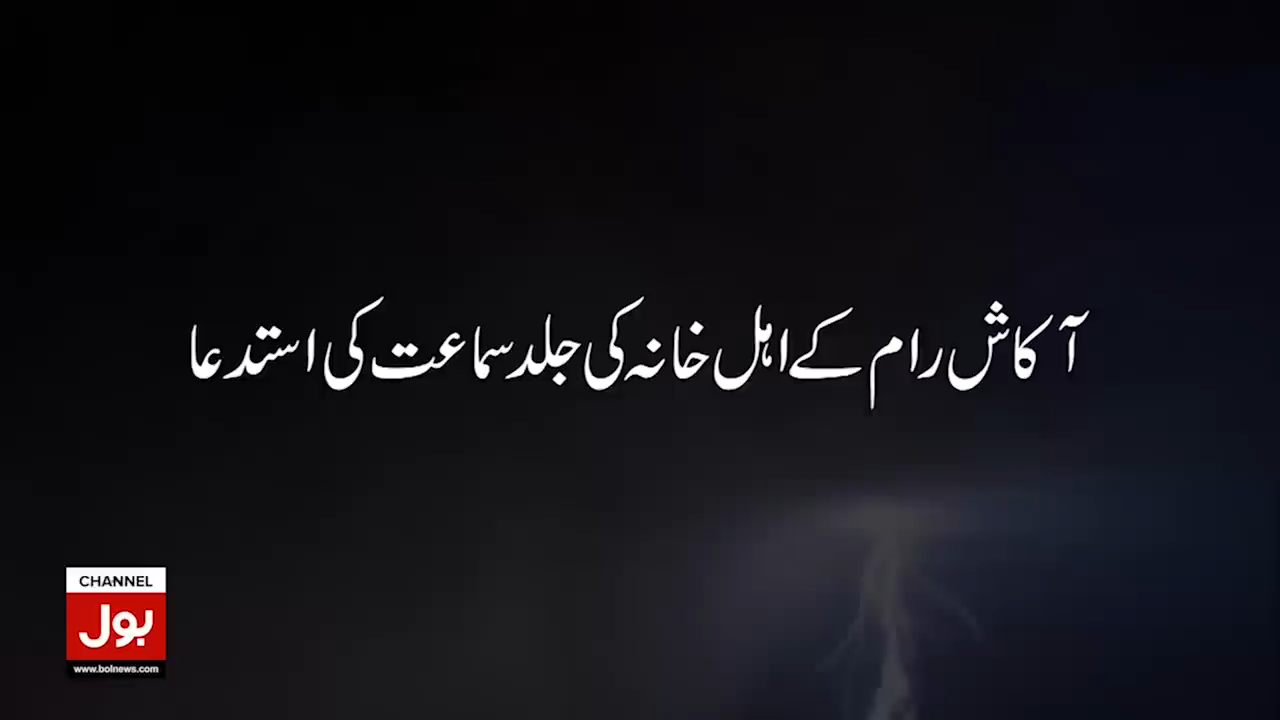 آکاش رام کے اہل خانہ کی جلد سماعت کی استدعا
CHANNEL
بول
www.bolnews.com